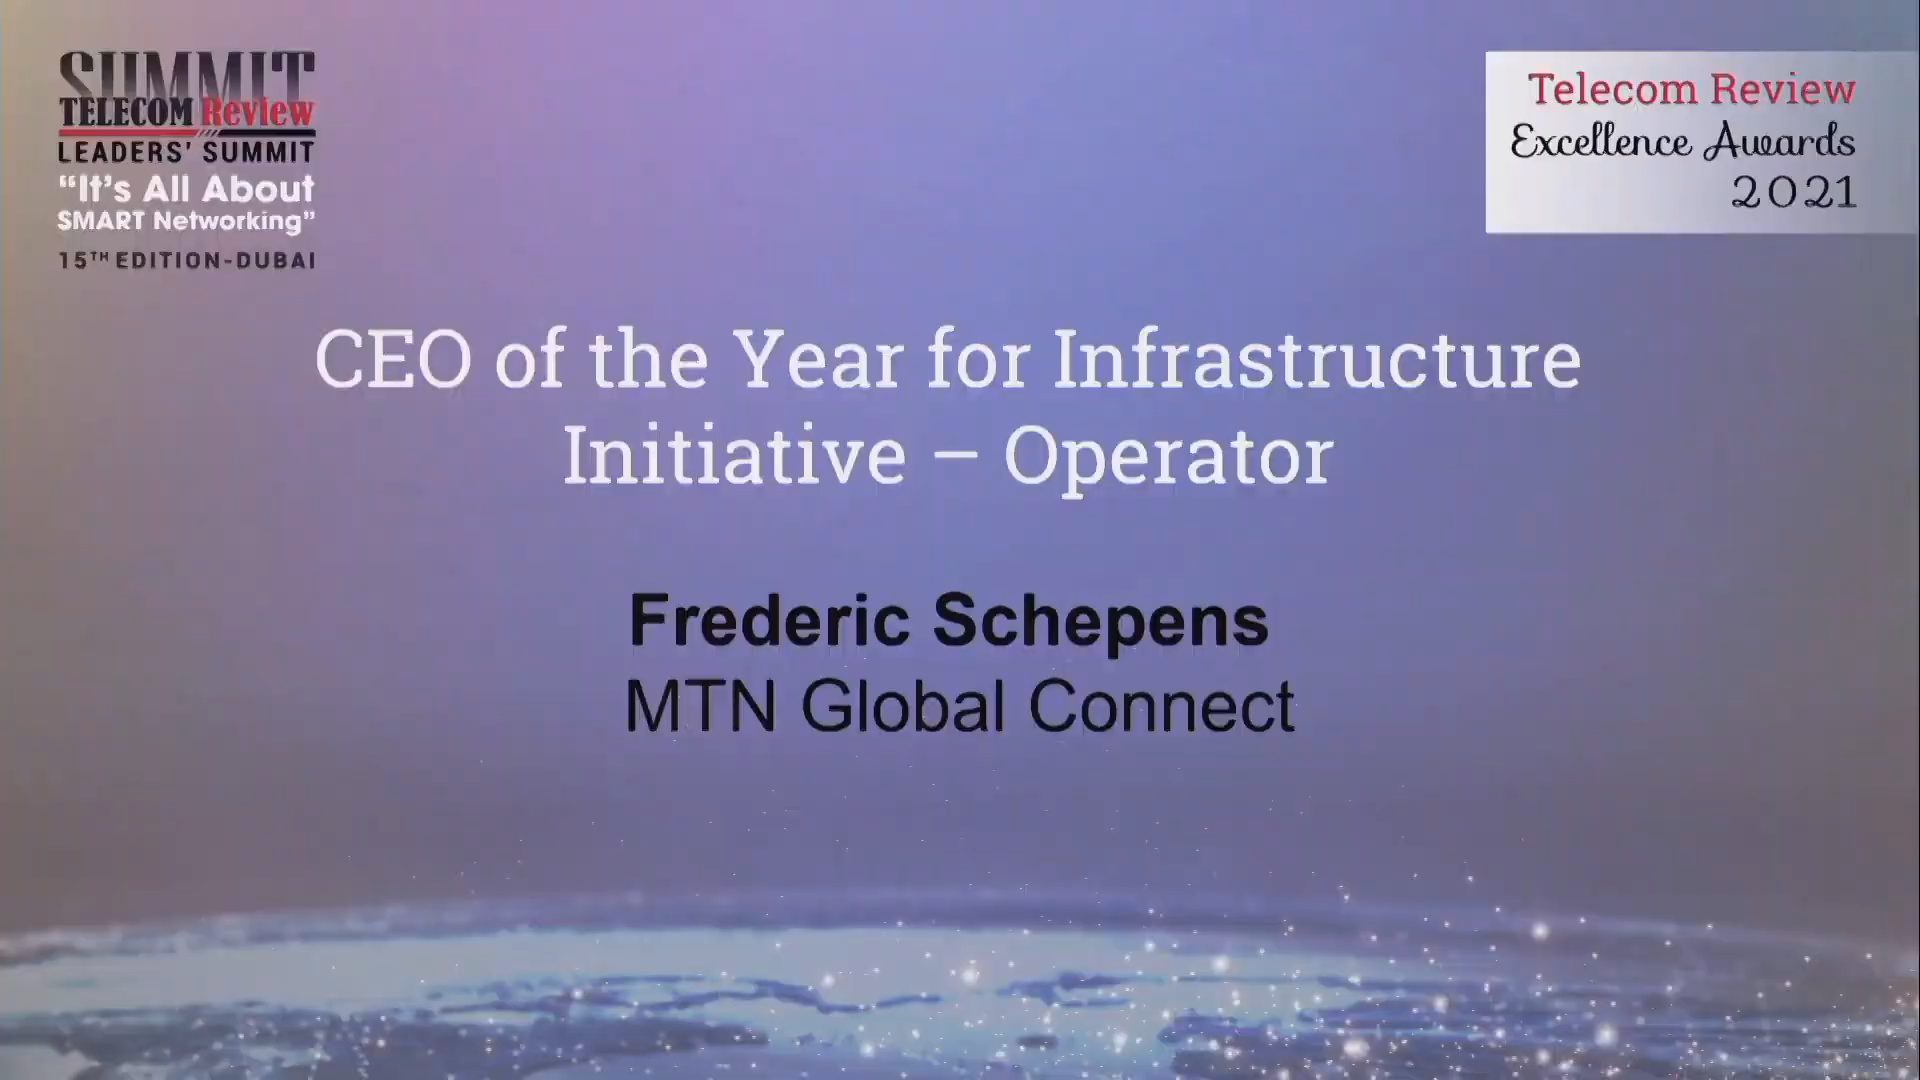 SUMMIT
TELECOM Review
LEADERS' SUMMIT
“It's All About
SMART Networking”
15TH EDITION-DUBAI
Telecom Review
Excellence Awards
2021
CEO of the Year for Infrastructure
Initiative – Operator
Frederic Schepens
MTN Global Connect